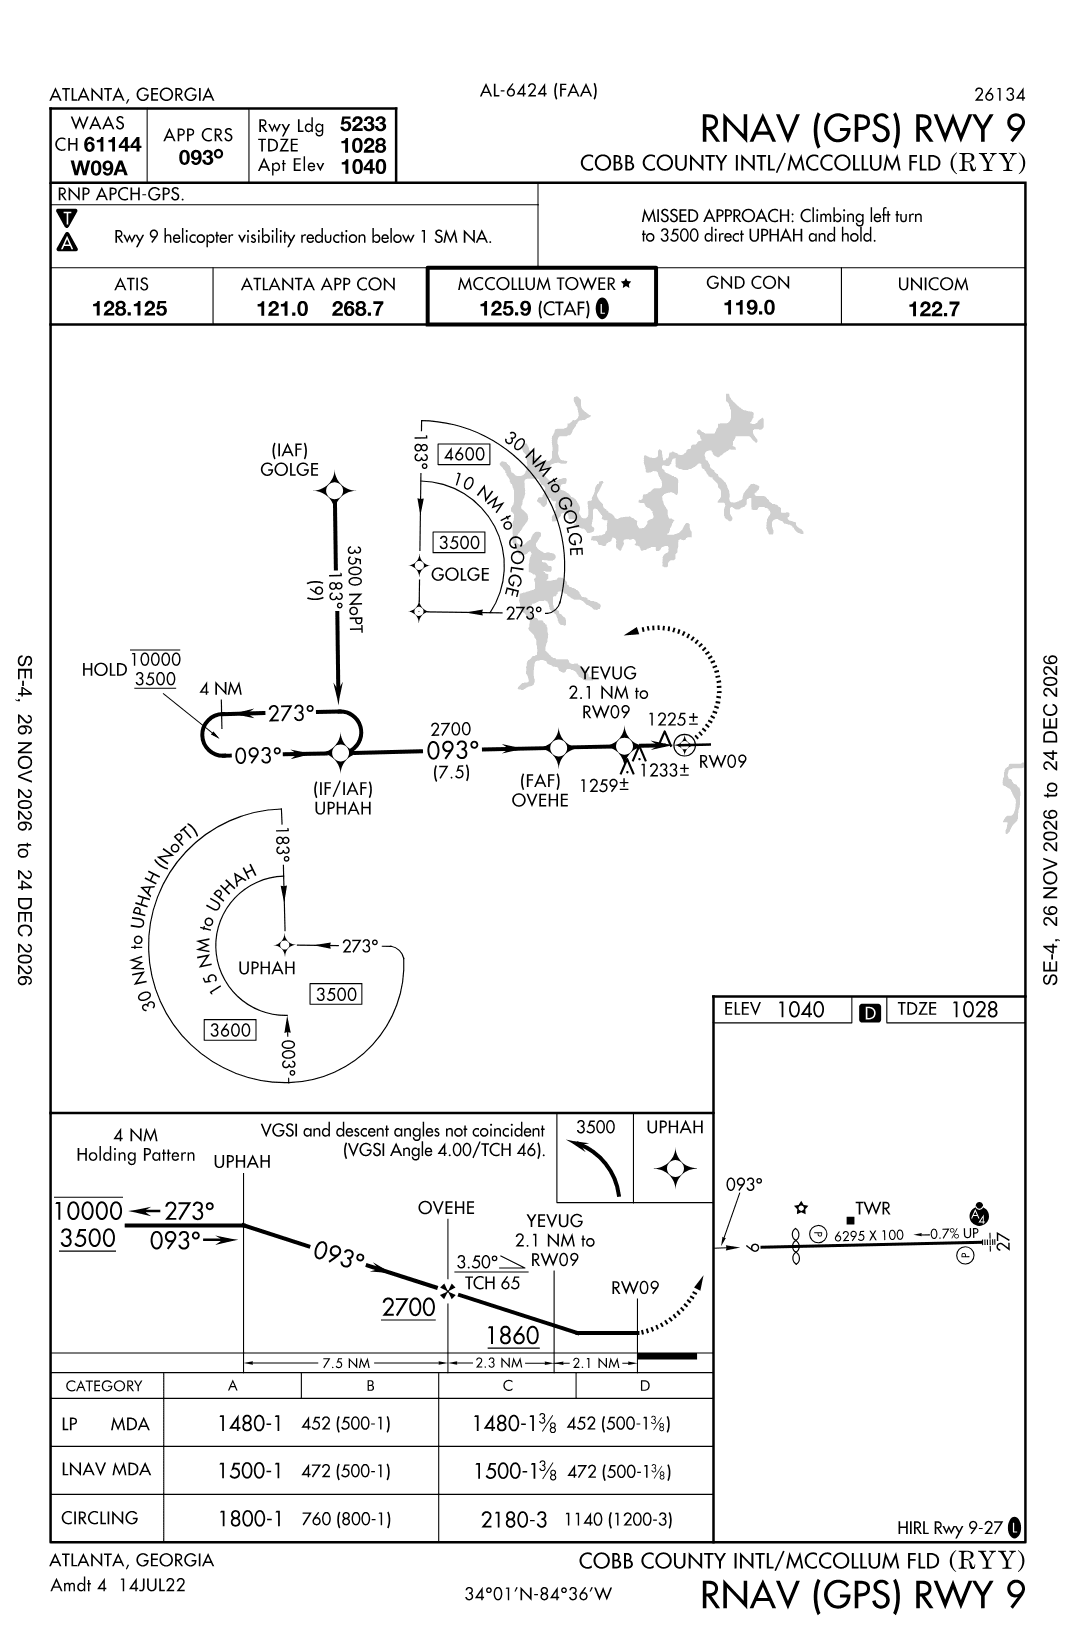 ATLANTA, GEORGIA
AL-6424 (FAA)
26134
WAAS
CH 61144
W09A
APP CRS
093°
Rwy Ldg 5233
TDZE 1028
Apt Elev 1040
RNAV (GPS) RWY 9
COBB COUNTY INTL/MCCOLLUM FLD (RYY)
RNP APCH-GPS.
T
A
Rwy 9 helicopter visibility reduction below 1 SM NA.
MISSED APPROACH: Climbing left turn
to 3500 direct UPHAH and hold.
ATIS
128.125
ATLANTA APP CON
121.0 268.7
MCCOLLUM TOWER ★
125.9 (CTAF) L
GND CON
119.0
UNICOM
122.7
(IAF)
GOLGE
3500 NoPT
183°
(9)
183°
4600
30 NM to GOLGE
10 NM to GOLGE
3500
GOLGE
273°
HOLD 10000
3500
4 NM
273°
093°
(IF/IAF)
UPHAH
2700
093°
(7.5)
(FAF)
OVEHE
YEVUG
2.1 NM to
RW09
1225±
1259±
1233±
RW09
30 NM to UPHAH (NoPT)
15 NM to UPHAH
183°
273°
UPHAH
3500
3600
003°
SE-4, 26 NOV 2026 to 24 DEC 2026
SE-4, 26 NOV 2026 to 24 DEC 2026
ELEV 1040
D
TDZE 1028
093°
TWR
A4
P
6295 X 100
0.7% UP
P
9
27
HIRL Rwy 9-27 L
4 NM
Holding Pattern
VGSI and descent angles not coincident
(VGSI Angle 4.00/TCH 46).
3500
UPHAH
UPHAH
10000
3500
273°
093°
093°
OVEHE
2700
3.50°
TCH 65
YEVUG
2.1 NM to
RW09
1860
RW09
7.5 NM
2.3 NM
2.1 NM
CATEGORY A B C D
LP MDA 1480-1 452 (500-1) 1480-1⅜ 452 (500-1⅜)
LNAV MDA 1500-1 472 (500-1) 1500-1⅜ 472 (500-1⅜)
CIRCLING 1800-1 760 (800-1) 2180-3 1140 (1200-3)
ATLANTA, GEORGIA
Amdt 4 14JUL22
34°01'N-84°36'W
COBB COUNTY INTL/MCCOLLUM FLD (RYY)
RNAV (GPS) RWY 9